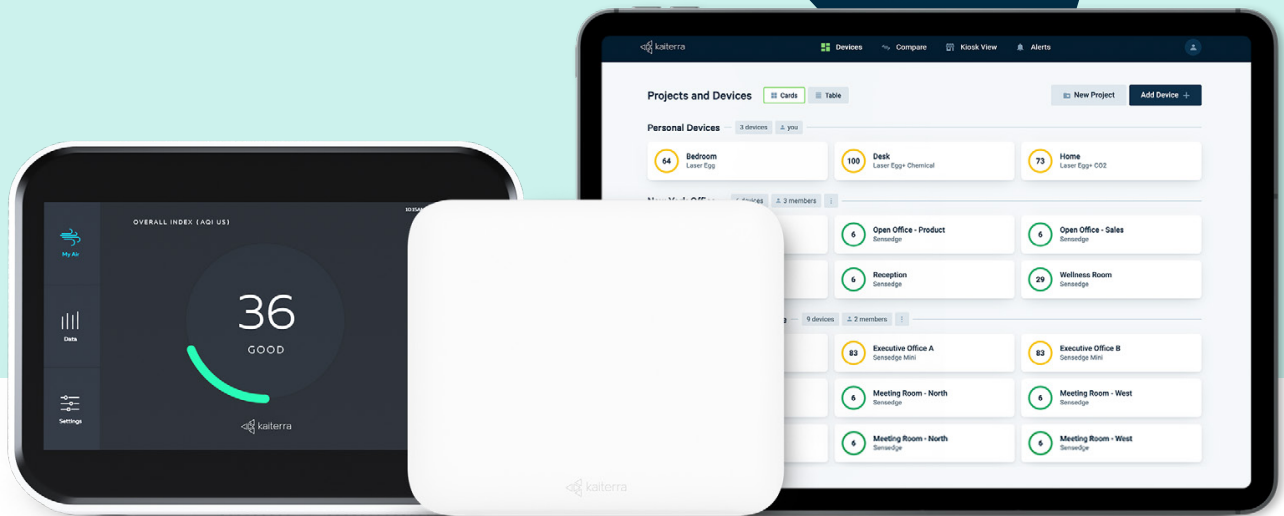 OVERALL INDEX (AQI US)
My Air
36
GOOD
Data
Settings
kaiterra
kaiterra
kaiterra
Devices
Compare
Kiosk View
Alerts
Projects and Devices
Cards
Table
New Project
Add Device +
Personal Devices
3 devices
you
64
Bedroom
Laser Egg
100
Desk
Laser Egg+ Chemical
73
Home
Laser Egg+ CO2
devices
3 members
6
Open Office - Product
Sensedge
6
Open Office - Sales
Sensedge
6
Reception
Sensedge
29
Wellness Room
Sensedge
9 devices
2 members
83
Executive Office A
Sensedge Mini
83
Executive Office B
Sensedge Mini
6
Meeting Room - North
Sensedge
6
Meeting Room - West
Sensedge
6
Meeting Room - North
Sensedge
6
Meeting Room - West
Sensedge